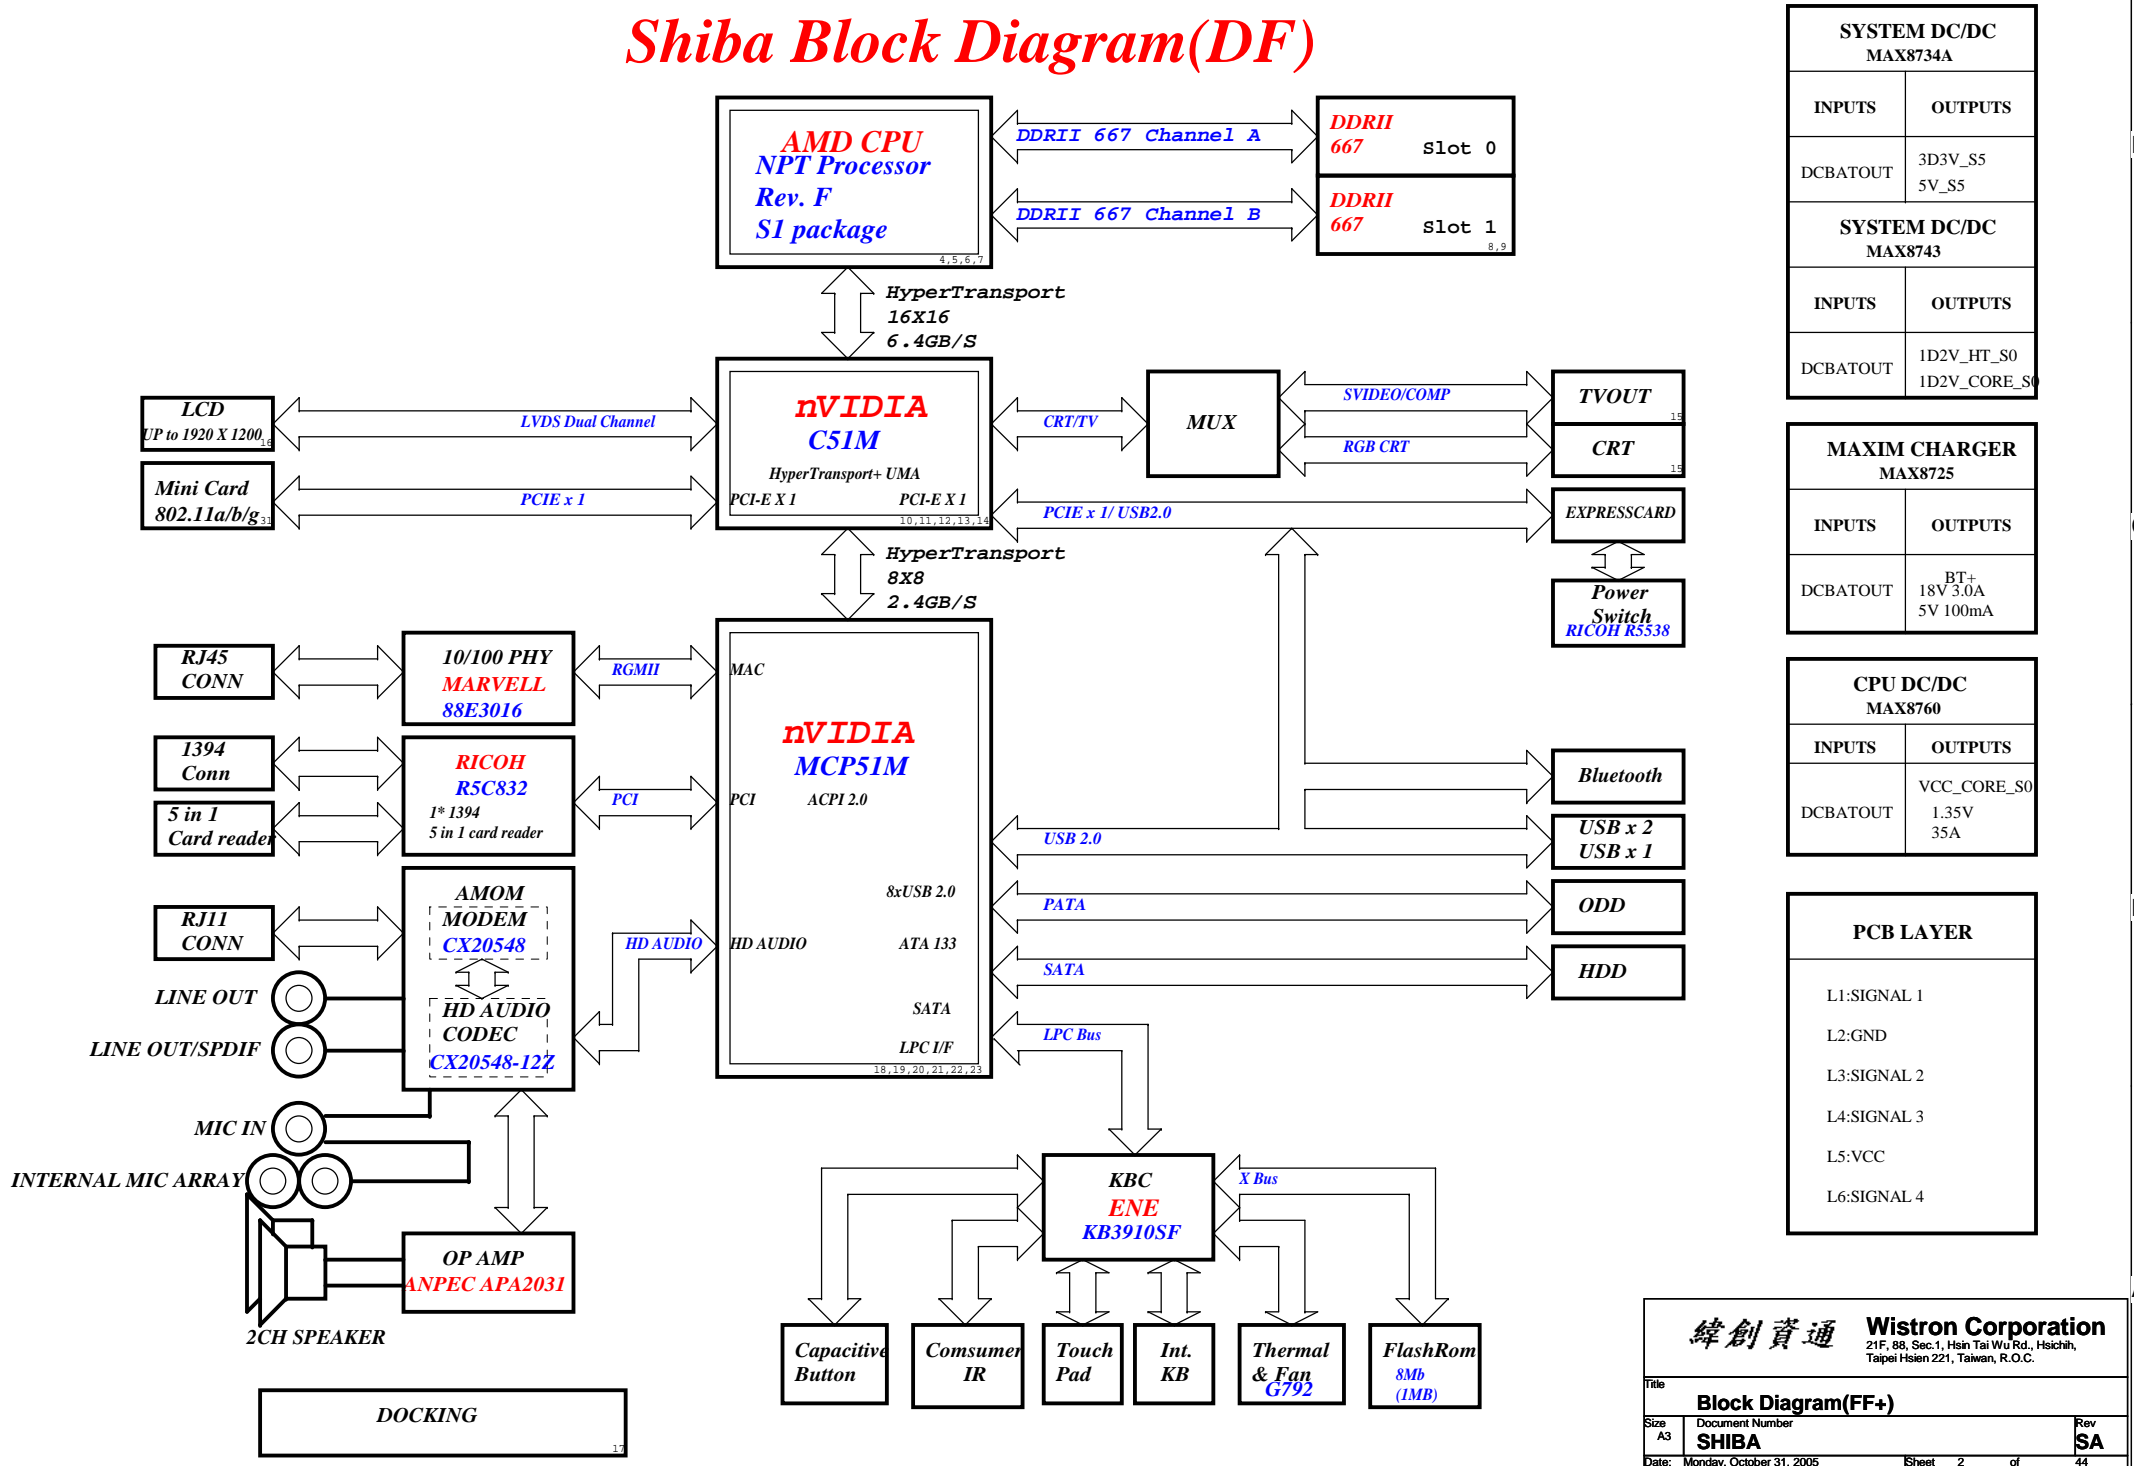 Shiba Block Diagram(DF)
AMD CPU
NPT Processor
Rev. F
S1 package
4,5,6,7
DDRII 667 Channel A
DDRII 667 Channel B
DDRII
667 Slot 0
DDRII
667 Slot 1
8,9
HyperTransport
16X16
6.4GB/S
LCD
UP to 1920 X 1200
16
Mini Card
802.11a/b/g
31
LVDS Dual Channel
PCIE x 1
nVIDIA
C51M
HyperTransport+ UMA
PCI-E X 1 PCI-E X 1
10,11,12,13,14
CRT/TV
MUX
SVIDEO/COMP
RGB CRT
TVOUT
15
CRT
15
PCIE x 1/ USB2.0
EXPRESSCARD
Power
Switch
RICOH R5538
HyperTransport
8X8
2.4GB/S
RJ45
CONN
10/100 PHY
MARVELL
88E3016
RGMII
1394
Conn
5 in 1
Card reader
RICOH
R5C832
1* 1394
5 in 1 card reader
PCI
MAC
nVIDIA
MCP51M
PCI
ACPI 2.0
8xUSB 2.0
HD AUDIO
ATA 133
SATA
LPC I/F
18,19,20,21,22,23
USB 2.0
PATA
SATA
LPC Bus
Bluetooth
USB x 2
USB x 1
ODD
HDD
RJ11
CONN
AMOM
MODEM
CX20548
HD AUDIO
CODEC
CX20548-12Z
HD AUDIO
LINE OUT
LINE OUT/SPDIF
MIC IN
INTERNAL MIC ARRAY
OP AMP
ANPEC APA2031
2CH SPEAKER
DOCKING
17
KBC
ENE
KB3910SF
X Bus
Capacitive
Button
Comsumer
IR
Touch
Pad
Int.
KB
Thermal
& Fan
G792
FlashRom
8Mb
(1MB)
SYSTEM DC/DC
MAX8734A
INPUTS OUTPUTS
DCBATOUT
3D3V_S5
5V_S5
SYSTEM DC/DC
MAX8743
INPUTS OUTPUTS
DCBATOUT
1D2V_HT_S0
1D2V_CORE_S0
MAXIM CHARGER
MAX8725
INPUTS OUTPUTS
DCBATOUT
BT+
18V 3.0A
5V 100mA
CPU DC/DC
MAX8760
INPUTS OUTPUTS
DCBATOUT
VCC_CORE_S0
1.35V
35A
PCB LAYER
L1:SIGNAL 1
L2:GND
L3:SIGNAL 2
L4:SIGNAL 3
L5:VCC
L6:SIGNAL 4
緯創資通
Wistron Corporation
21F, 88, Sec.1, Hsin Tai Wu Rd., Hsichih,
Taipei Hsien 221, Taiwan, R.O.C.
Title
Block Diagram(FF+)
Size Document Number Rev
A3 SHIBA SA
Date: Monday, October 31, 2005 Sheet 2 of 44